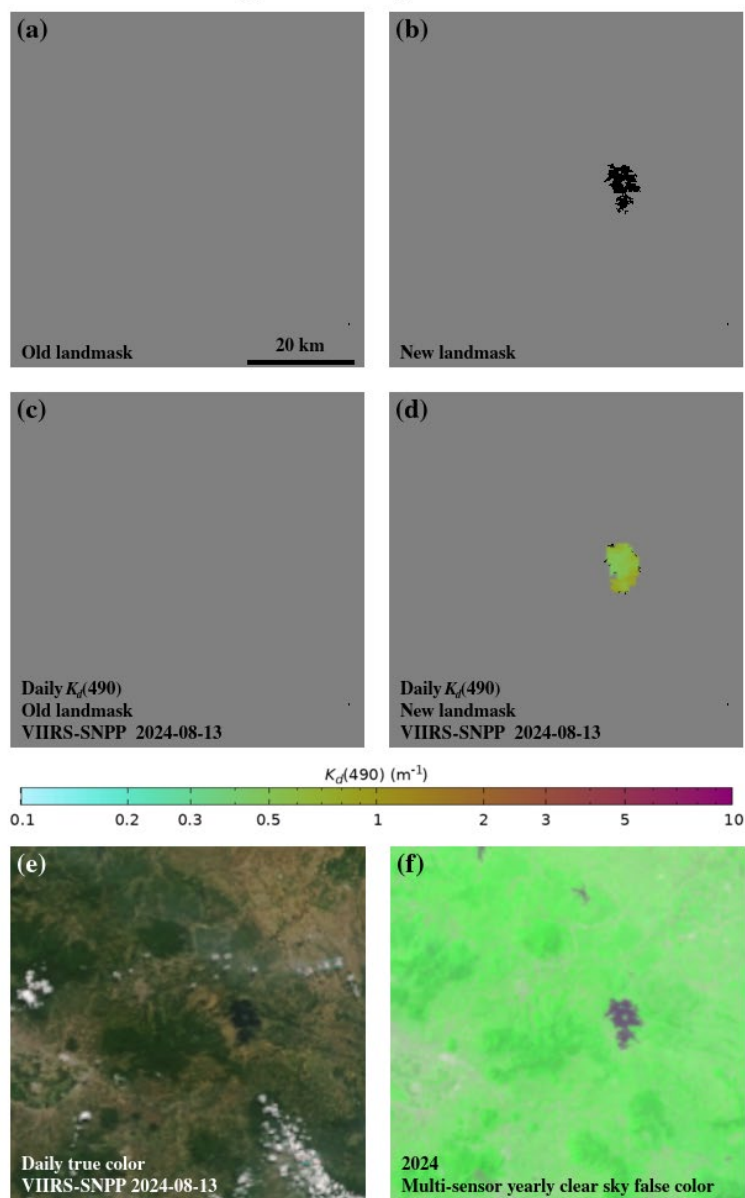 (a)
(b)
Old landmask
20 km
New landmask
(c)
(d)
Daily Kd(490)
Old landmask
VIIRS-SNPP 2024-08-13
Daily Kd(490)
New landmask
VIIRS-SNPP 2024-08-13
Kd(490) (m⁻¹)
0.1 0.2 0.3 0.5 1 2 3 5 10
(e)
(f)
Daily true color
VIIRS-SNPP 2024-08-13
2024
Multi-sensor yearly clear sky false color